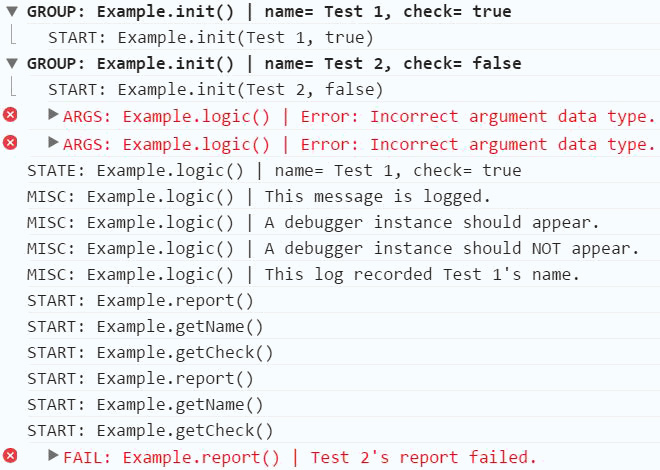 GROUP: Example.init() | name= Test 1, check= true
START: Example.init(Test 1, true)
GROUP: Example.init() | name= Test 2, check= false
START: Example.init(Test 2, false)
ARGS: Example.logic() | Error: Incorrect argument data type.
ARGS: Example.logic() | Error: Incorrect argument data type.
STATE: Example.logic() | name= Test 1, check= true
MISC: Example.logic() | This message is logged.
MISC: Example.logic() | A debugger instance should appear.
MISC: Example.logic() | A debugger instance should NOT appear.
MISC: Example.logic() | This log recorded Test 1's name.
START: Example.report()
START: Example.getName()
START: Example.getCheck()
START: Example.report()
START: Example.getName()
START: Example.getCheck()
FAIL: Example.report() | Test 2's report failed.